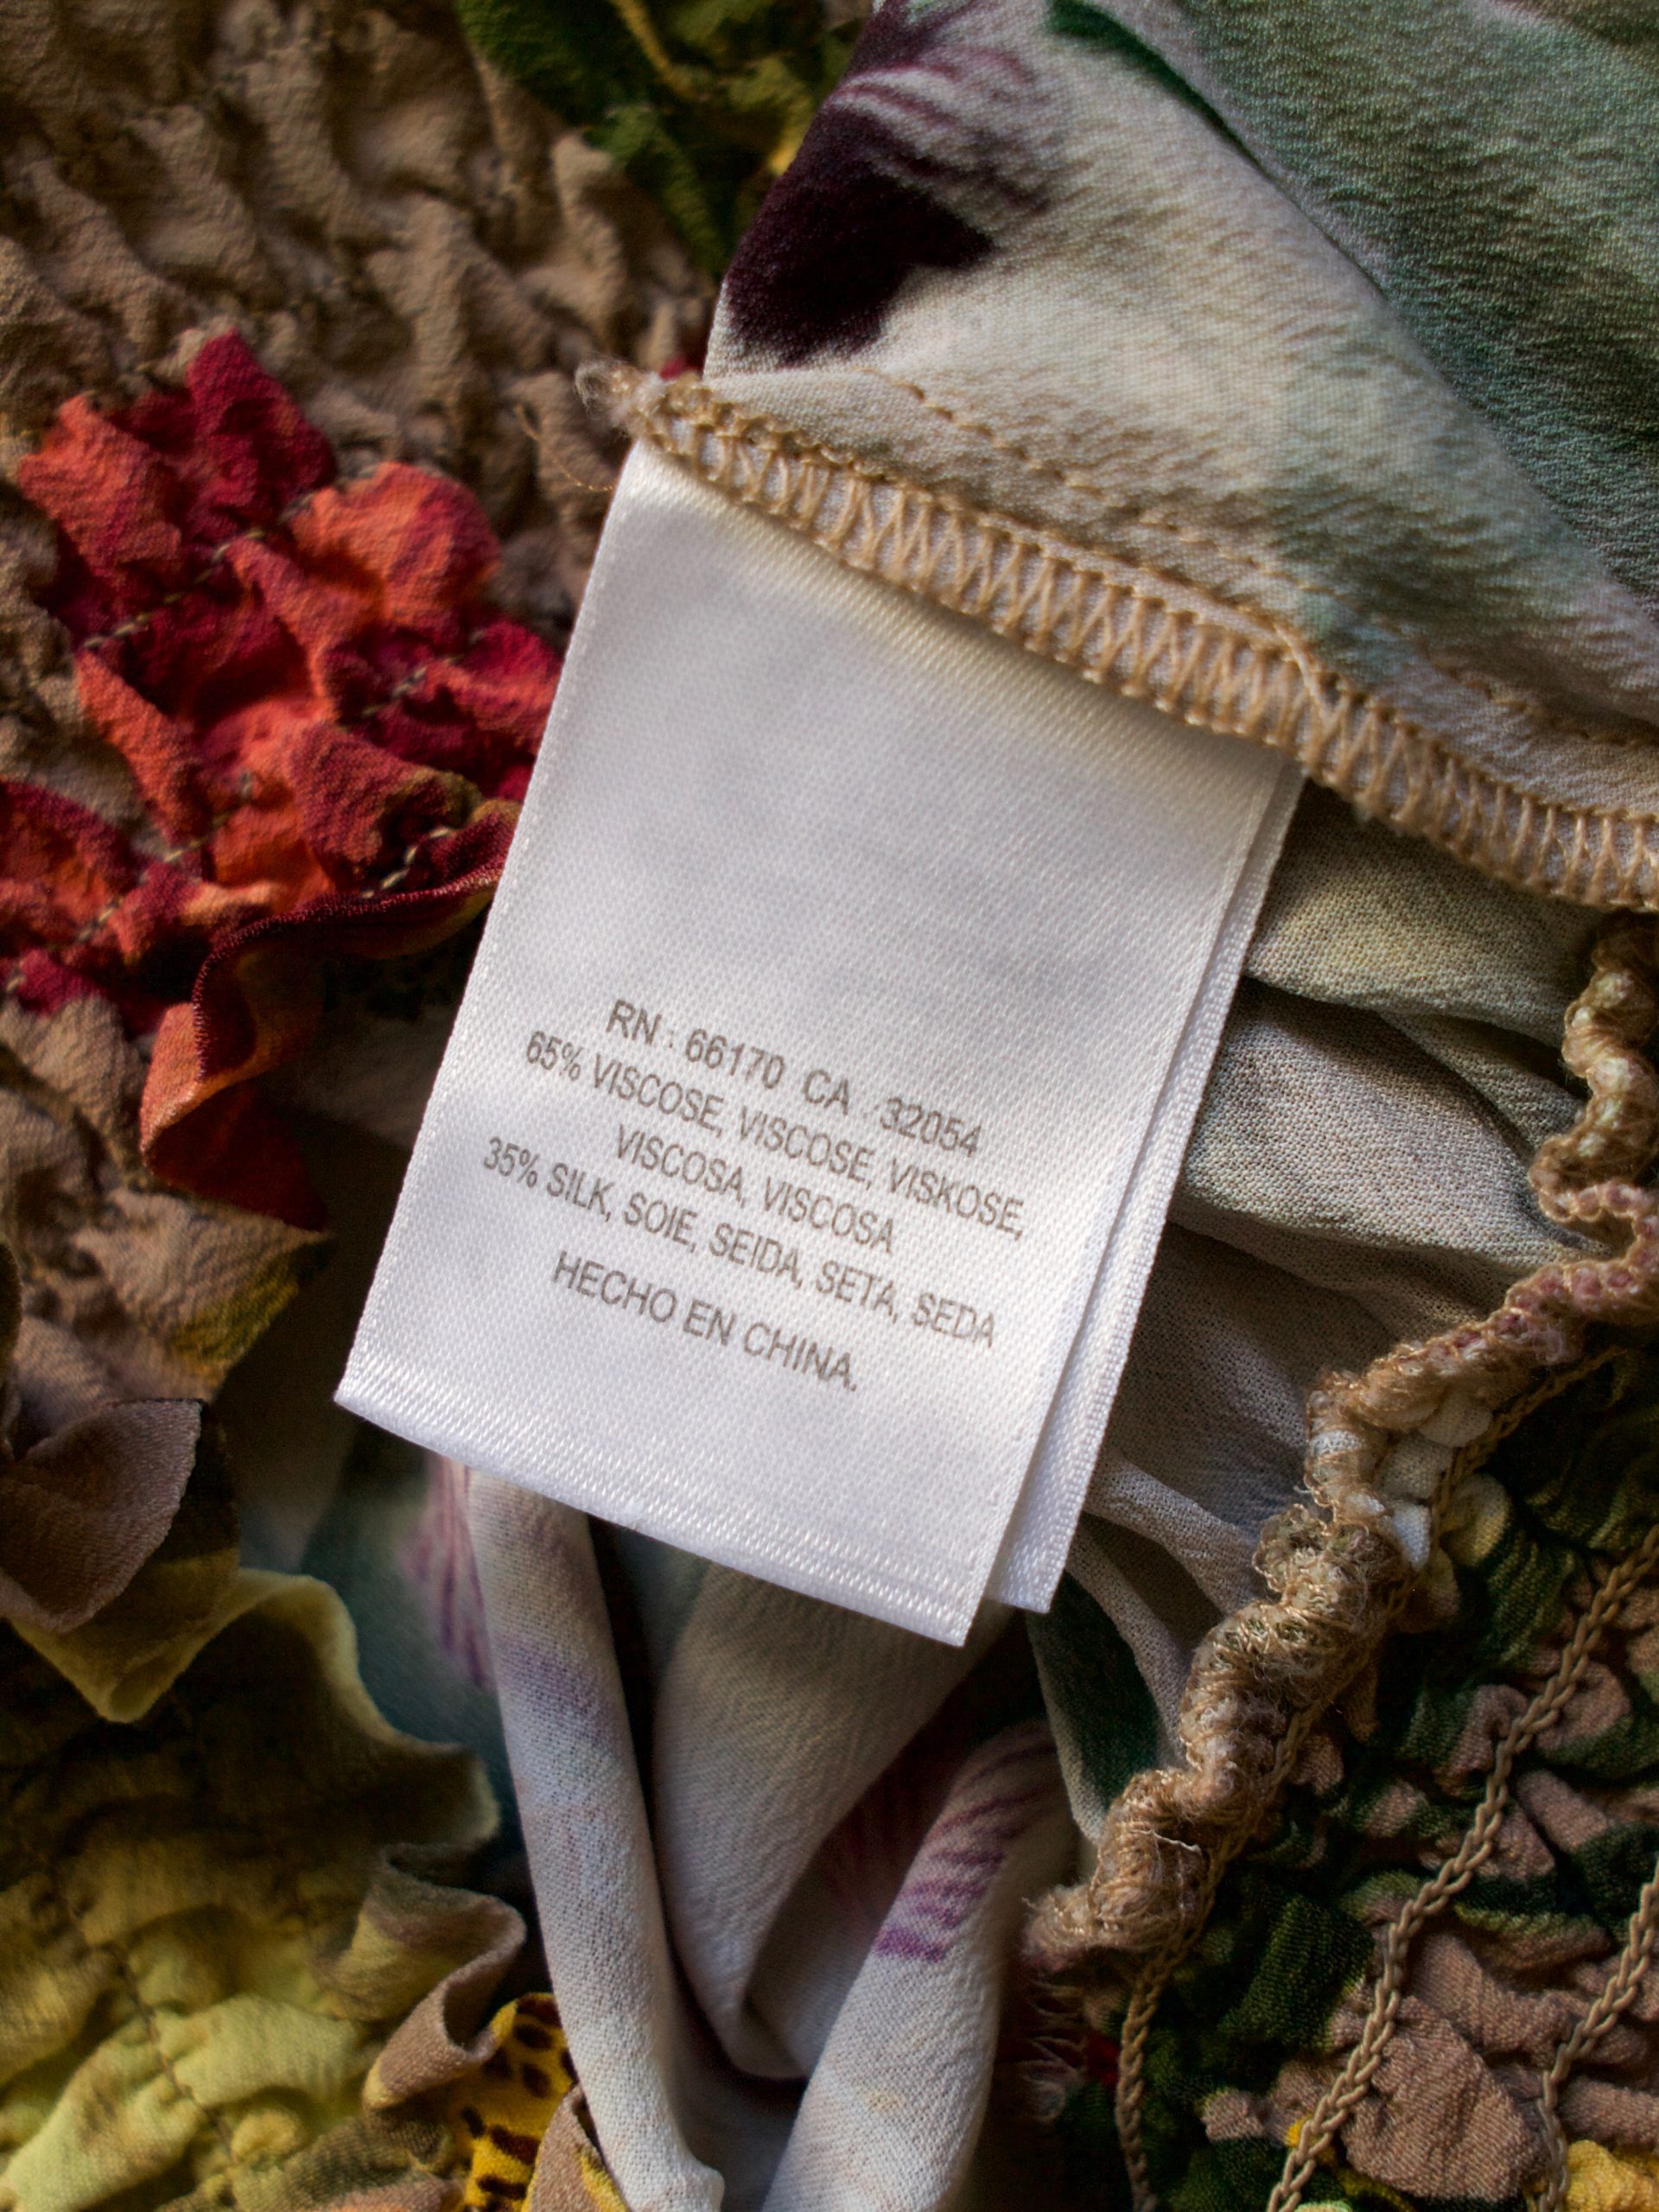 RN : 66170 CA : 32054
65% VISCOSE, VISCOSE, VISKOSE,
VISCOSA, VISCOSA
35% SILK, SOIE, SEIDA, SETA, SEDA
HECHO EN CHINA.